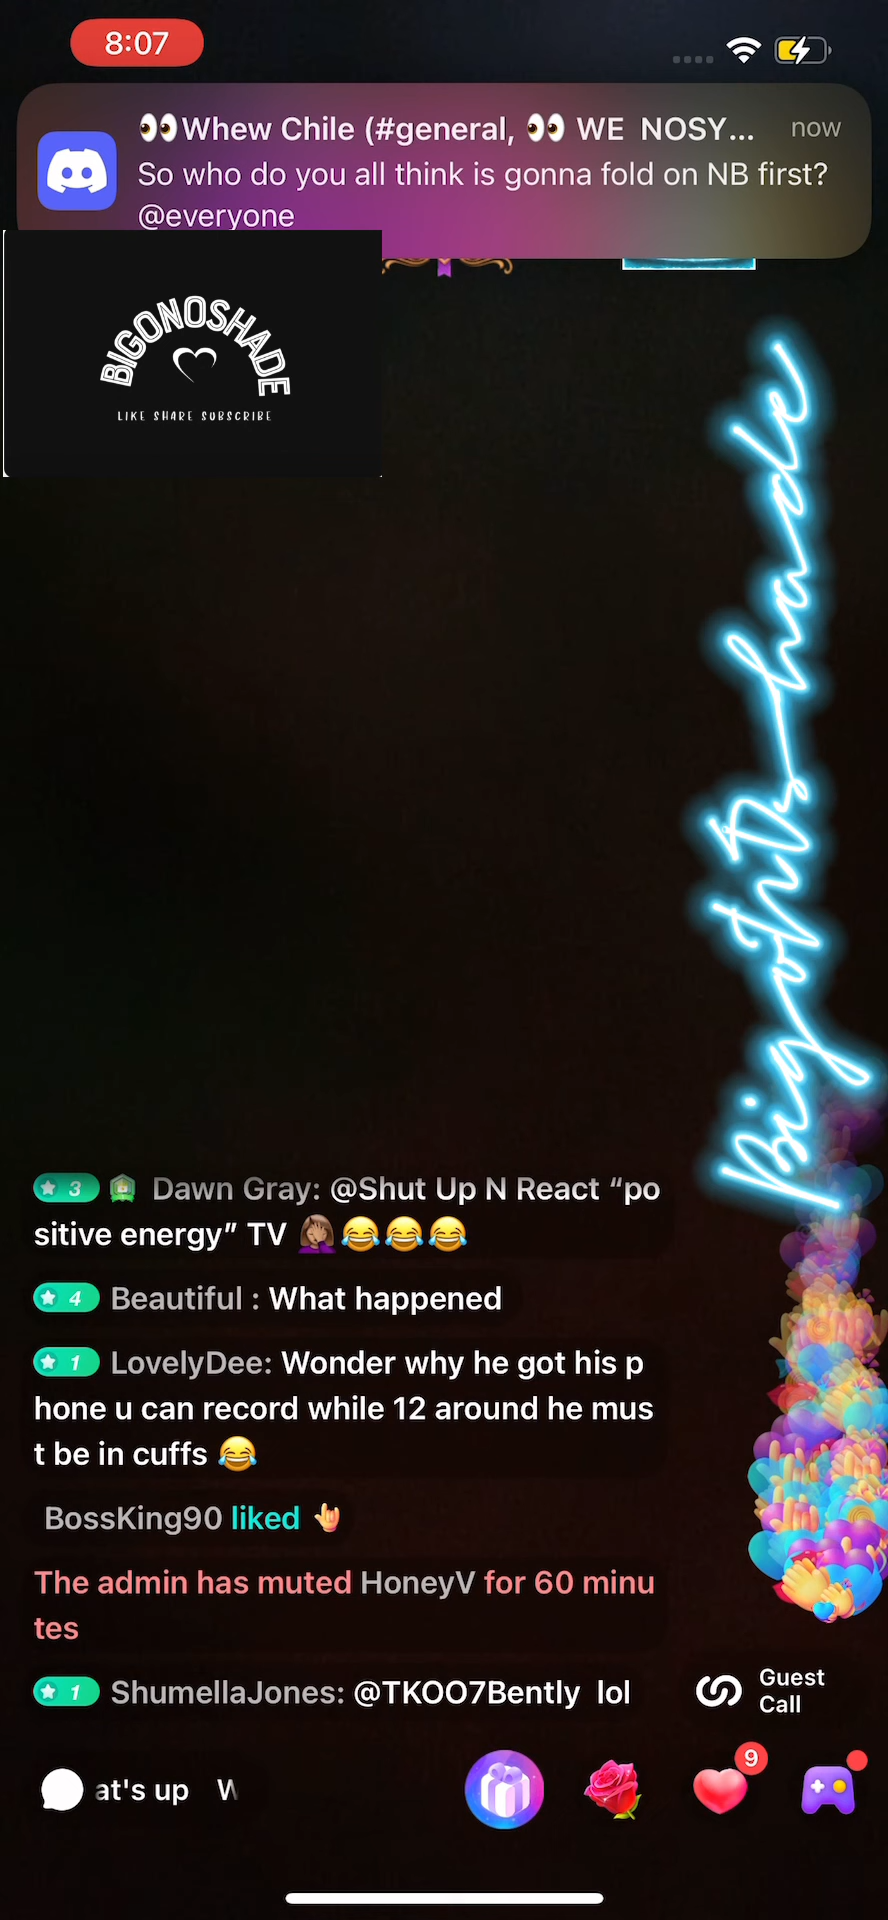 8:07
👀Whew Chile (#general, 👀 WE NOSY... now
So who do you all think is gonna fold on NB first?
@everyone
BIGONOSHADE
LIKE SHARE SUBSCRIBE
3 Dawn Gray: @Shut Up N React “po
sitive energy” TV 🤦🏽‍♀️😂😂😂
4 Beautiful : What happened
1 LovelyDee: Wonder why he got his p
hone u can record while 12 around he mus
t be in cuffs 😂
BossKing90 liked 🤟
The admin has muted HoneyV for 60 minu
tes
1 ShumellaJones: @TKOO7Bently lol
Guest
Call
at's up W
9